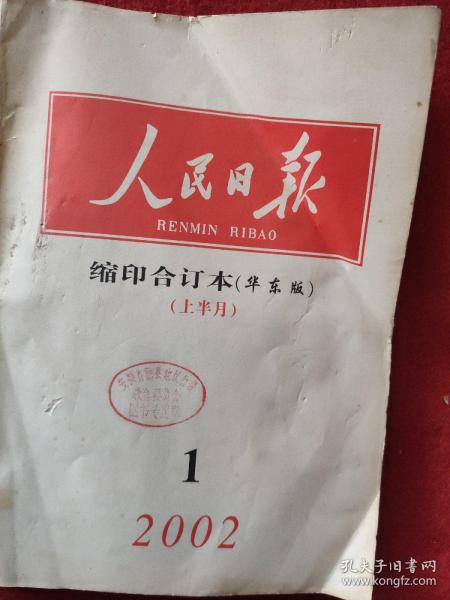 人民日报
RENMIN RIBAO
缩印合订本(华东版)
(上半月)
1
2002
孔夫子旧书网
www.kongfz.com